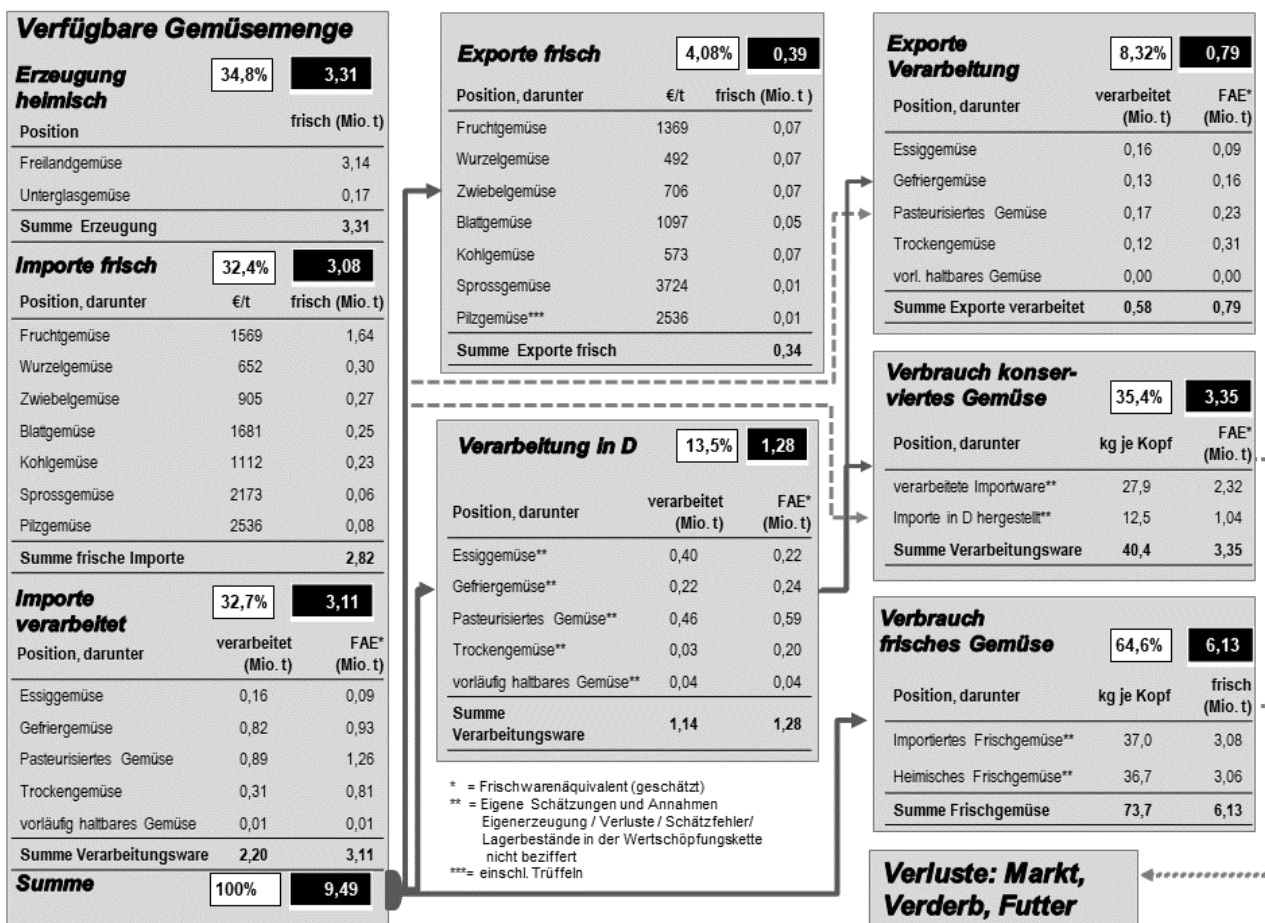 Verfügbare Gemüsemenge
Erzeugung heimisch 34,8% 3,31
Position frisch (Mio. t)
Freilandgemüse 3,14
Unterglasgemüse 0,17
Summe Erzeugung 3,31
Importe frisch 32,4% 3,08
Position, darunter €/t frisch (Mio. t)
Fruchtgemüse 1569 1,64
Wurzelgemüse 652 0,30
Zwiebelgemüse 905 0,27
Blattgemüse 1681 0,25
Kohlgemüse 1112 0,23
Sprossgemüse 2173 0,06
Pilzgemüse 2536 0,08
Summe frische Importe 2,82
Importe verarbeitet 32,7% 3,11
Position, darunter verarbeitet (Mio. t) FAE* (Mio. t)
Essiggemüse 0,16 0,09
Gefriergemüse 0,82 0,93
Pasteurisiertes Gemüse 0,89 1,26
Trockengemüse 0,31 0,81
vorläufig haltbares Gemüse 0,01 0,01
Summe Verarbeitungsware 2,20 3,11
Summe 100% 9,49
Exporte frisch 4,08% 0,39
Position, darunter €/t frisch (Mio. t )
Fruchtgemüse 1369 0,07
Wurzelgemüse 492 0,07
Zwiebelgemüse 706 0,07
Blattgemüse 1097 0,05
Kohlgemüse 573 0,07
Sprossgemüse 3724 0,01
Pilzgemüse*** 2536 0,01
Summe Exporte frisch 0,34
Verarbeitung in D 13,5% 1,28
Position, darunter verarbeitet (Mio. t) FAE* (Mio. t)
Essiggemüse** 0,40 0,22
Gefriergemüse** 0,22 0,24
Pasteurisiertes Gemüse** 0,46 0,59
Trockengemüse** 0,03 0,20
vorläufig haltbares Gemüse** 0,04 0,04
Summe Verarbeitungsware 1,14 1,28
* = Frischwarenäquivalent (geschätzt)
** = Eigene Schätzungen und Annahmen
Eigenerzeugung / Verluste / Schätzfehler/
Lagerbestände in der Wertschöpfungskette
nicht beziffert
***= einschl. Trüffeln
Exporte Verarbeitung 8,32% 0,79
Position, darunter verarbeitet (Mio. t) FAE* (Mio. t)
Essiggemüse 0,16 0,09
Gefriergemüse 0,13 0,16
Pasteurisiertes Gemüse 0,17 0,23
Trockengemüse 0,12 0,31
vorl. haltbares Gemüse 0,00 0,00
Summe Exporte verarbeitet 0,58 0,79
Verbrauch konser-
viertes Gemüse 35,4% 3,35
Position, darunter kg je Kopf FAE* (Mio. t)
verarbeitete Importware** 27,9 2,32
Importe in D hergestellt** 12,5 1,04
Summe Verarbeitungsware 40,4 3,35
Verbrauch
frisches Gemüse 64,6% 6,13
Position, darunter kg je Kopf frisch (Mio. t)
Importiertes Frischgemüse** 37,0 3,08
Heimisches Frischgemüse** 36,7 3,06
Summe Frischgemüse 73,7 6,13
Verluste: Markt,
Verderb, Futter